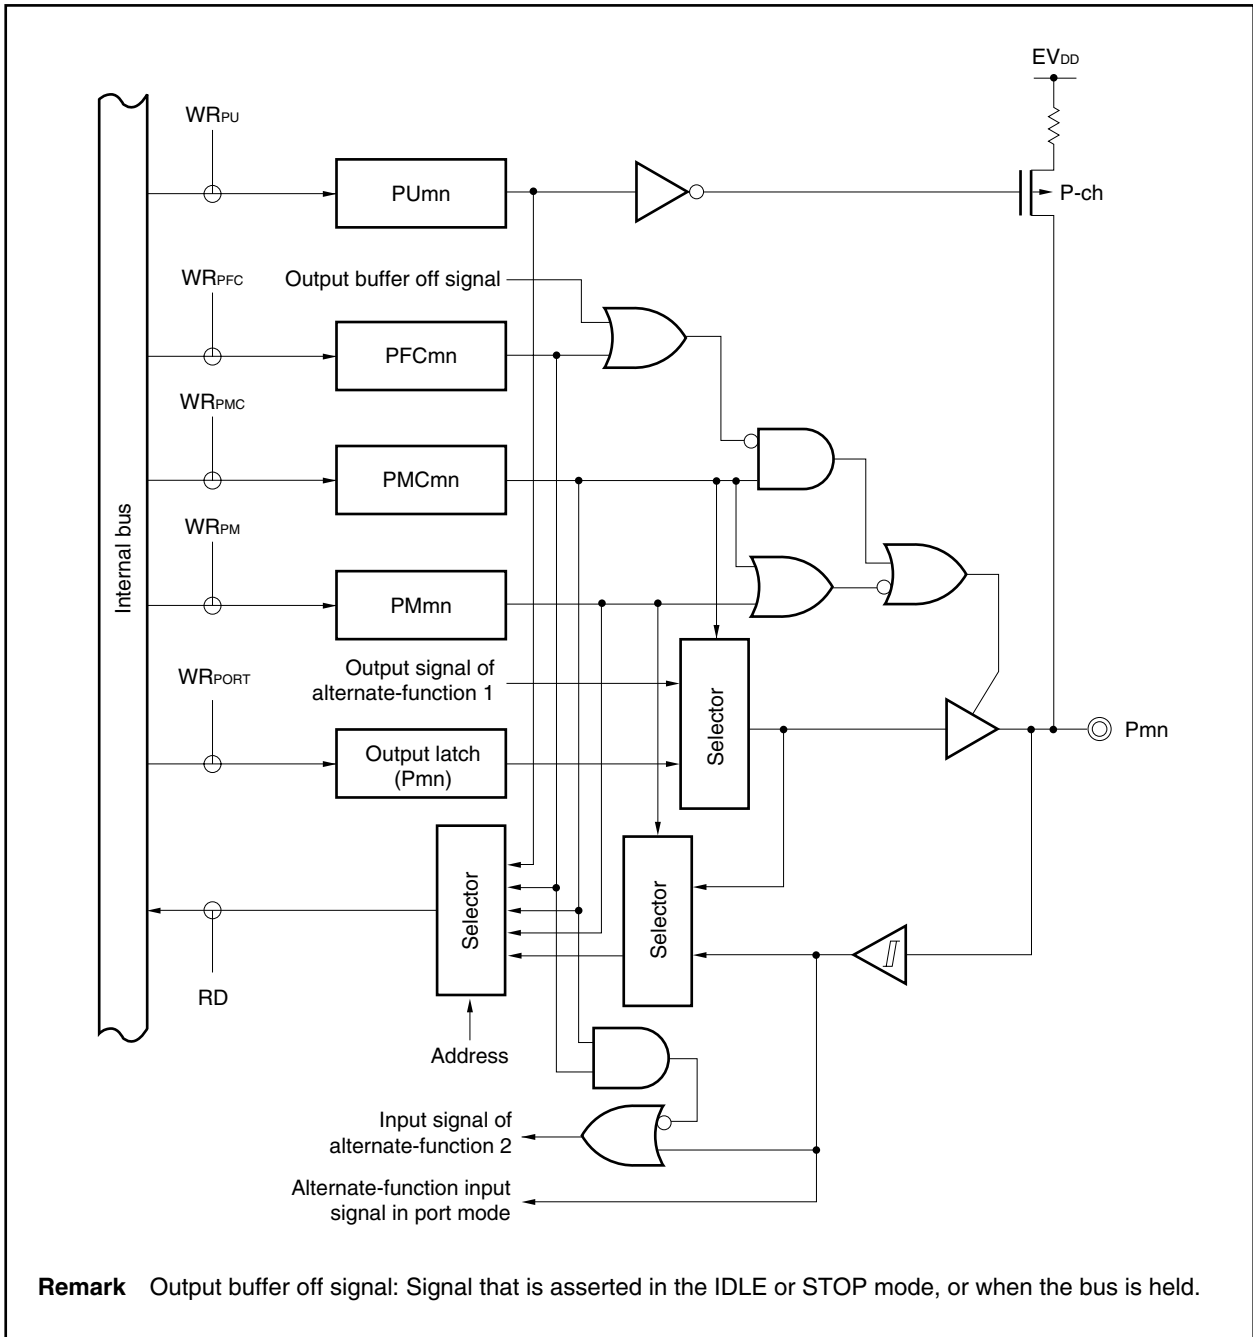 EVDD
WRPU
PUmn
P-ch
WRPFC
Output buffer off signal
PFCmn
WRPMC
PMCmn
WRPM
PMmn
Internal bus
Output signal of
alternate-function 1
WRPORT
Selector
Output latch
(Pmn)
Pmn
Selector
Selector
RD
Address
Input signal of
alternate-function 2
Alternate-function input
signal in port mode
Remark Output buffer off signal: Signal that is asserted in the IDLE or STOP mode, or when the bus is held.